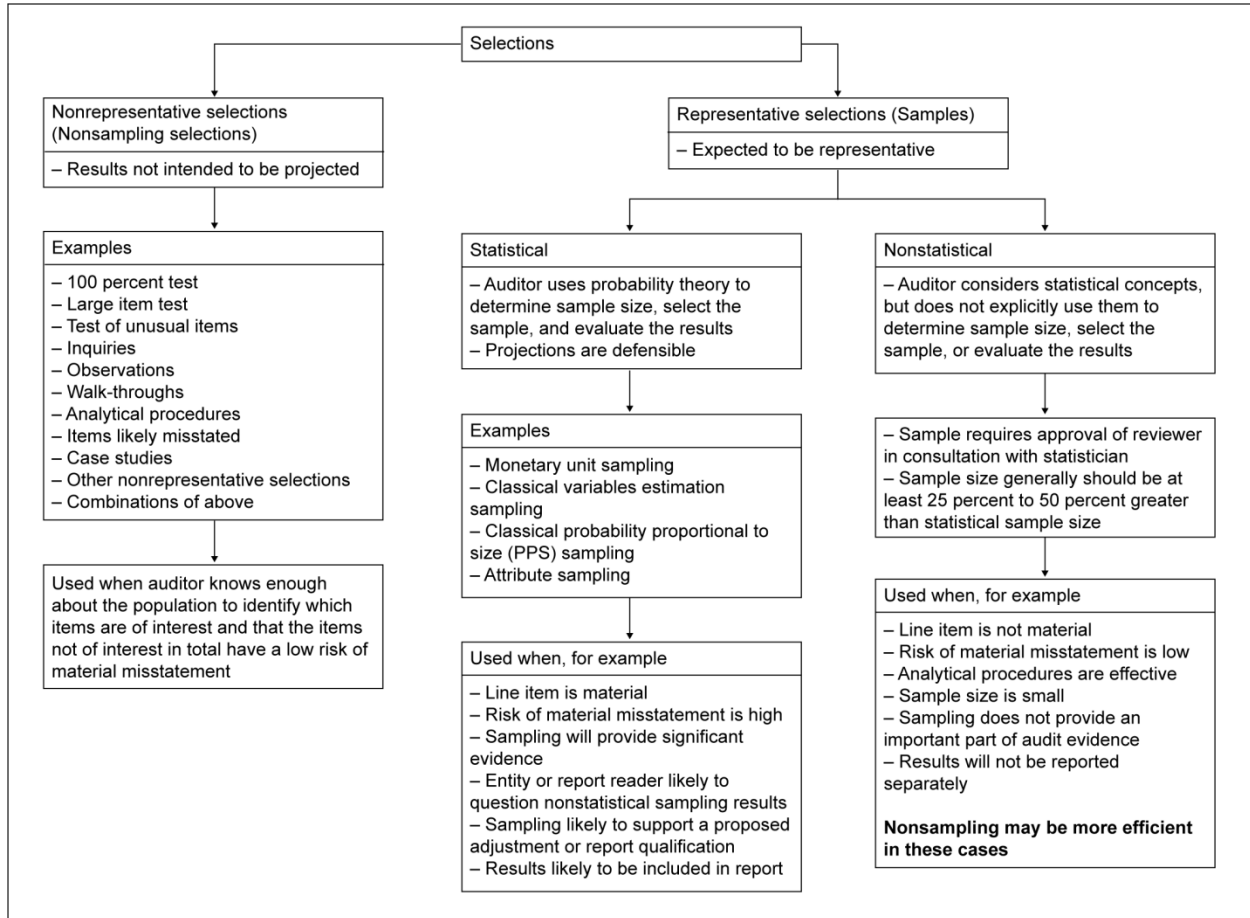 Selections
Nonrepresentative selections
(Nonsampling selections)
– Results not intended to be projected
Examples
– 100 percent test
– Large item test
– Test of unusual items
– Inquiries
– Observations
– Walk-throughs
– Analytical procedures
– Items likely misstated
– Case studies
– Other nonrepresentative selections
– Combinations of above
Used when auditor knows enough
about the population to identify which
items are of interest and that the items
not of interest in total have a low risk of
material misstatement
Representative selections (Samples)
– Expected to be representative
Statistical
– Auditor uses probability theory to
determine sample size, select the
sample, and evaluate the results
– Projections are defensible
Examples
– Monetary unit sampling
– Classical variables estimation
sampling
– Classical probability proportional to
size (PPS) sampling
– Attribute sampling
Used when, for example
– Line item is material
– Risk of material misstatement is high
– Sampling will provide significant
evidence
– Entity or report reader likely to
question nonstatistical sampling results
– Sampling likely to support a proposed
adjustment or report qualification
– Results likely to be included in report
Nonstatistical
– Auditor considers statistical concepts,
but does not explicitly use them to
determine sample size, select the
sample, or evaluate the results
– Sample requires approval of reviewer
in consultation with statistician
– Sample size generally should be at
least 25 percent to 50 percent greater
than statistical sample size
Used when, for example
– Line item is not material
– Risk of material misstatement is low
– Analytical procedures are effective
– Sample size is small
– Sampling does not provide an
important part of audit evidence
– Results will not be reported
separately
Nonsampling may be more efficient
in these cases